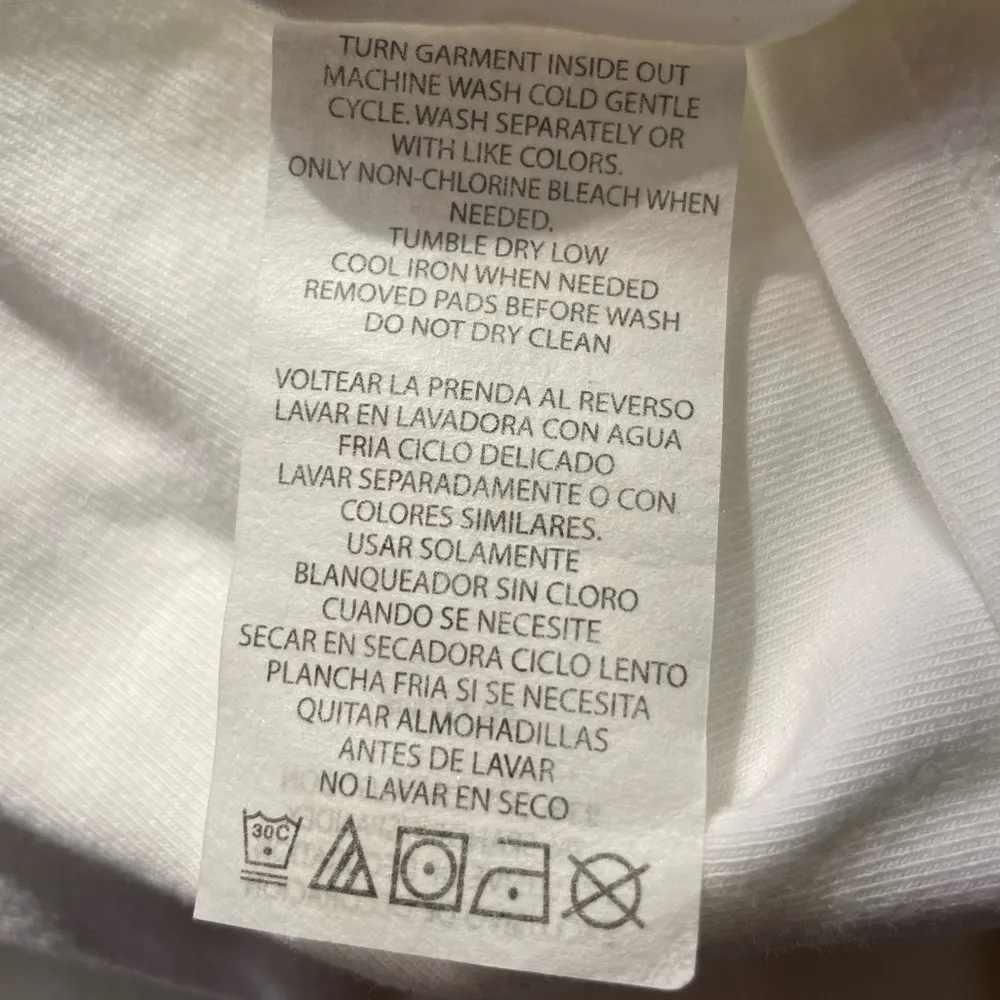 TURN GARMENT INSIDE OUT
MACHINE WASH COLD GENTLE
CYCLE. WASH SEPARATELY OR
WITH LIKE COLORS.
ONLY NON-CHLORINE BLEACH WHEN
NEEDED.
TUMBLE DRY LOW
COOL IRON WHEN NEEDED
REMOVED PADS BEFORE WASH
DO NOT DRY CLEAN
VOLTEAR LA PRENDA AL REVERSO
LAVAR EN LAVADORA CON AGUA
FRIA CICLO DELICADO
LAVAR SEPARADAMENTE O CON
COLORES SIMILARES.
USAR SOLAMENTE
BLANQUEADOR SIN CLORO
CUANDO SE NECESITE
SECAR EN SECADORA CICLO LENTO
PLANCHA FRIA SI SE NECESITA
QUITAR ALMOHADILLAS
ANTES DE LAVAR
NO LAVAR EN SECO
30C